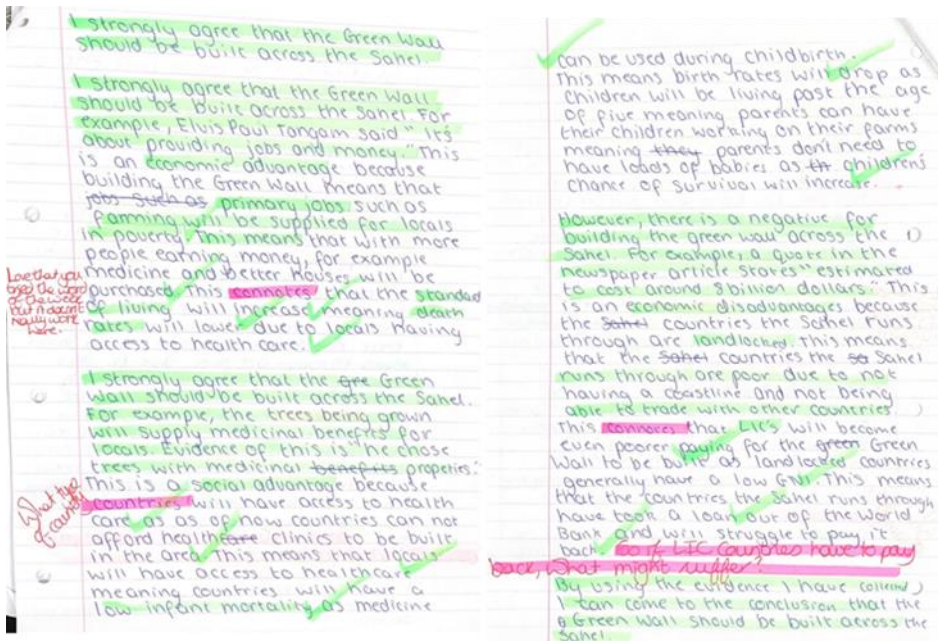 I strongly agree that the Green Wall
should be built across the Sahel.
I strongly agree that the Green Wall
should be built across the Sahel. For
example, Elvis Paul Tangam said "It's
about providing jobs and money." This
is an economic advantage because
building the Green Wall means that
jobs such as primary jobs such as
farming will be supplied for locals
in poverty. This means that with more
people earning money, for example
medicine and better houses will be
purchased. This connotes that the standard
of living will increase meaning death
rates will lower due to locals having
access to health care.
Love that you
used the word
of the week
but it doesn't
really work
here.
I strongly agree that the gre Green
Wall should be built across the Sahel.
For example, the trees being grown
will supply medicinal benefits for
locals. Evidence of this is "he chose
trees with medicinal benefits propeties."
This is a social advantage because
countries will have access to health
care as as of now countries can not
afford healthcare clinics to be built
in the area. This means that locals
will have access to healthcare
meaning countries will have a
low infant mortality as medicine
What type
of country?
can be used during childbirth.
This means birth rates will drop as
children will be living past the age
of five meaning parents can have
their children working on their farms
meaning they parents don't need to
have loads of babies as th children's
chance of survival will increase.
However, there is a negative for
building the green wall across the
Sahel. For example, a quote in the
newspaper article states "estimated
to cost around $billion dollars." This
is an economic disadvantages because
the Sahel countries the Sahel runs
through are landlocked. This means
that the Sahel countries the sa Sahel
runs through are poor due to not
having a coastline and not being
able to trade with other countries.
This connotes that LIC's will become
even poorer paying for the green Green
Wall to be built as landlocked countries
generally have a low GNI. This means
that the countries the Sahel runs through
have took a loan out of the World
Bank and will struggle to pay it
back. So if LIC countries have to pay
back, what might suffer?
By using the evidence I have collected,
I can come to the conclusion that the
g Green Wall should be built across the
Sahel.